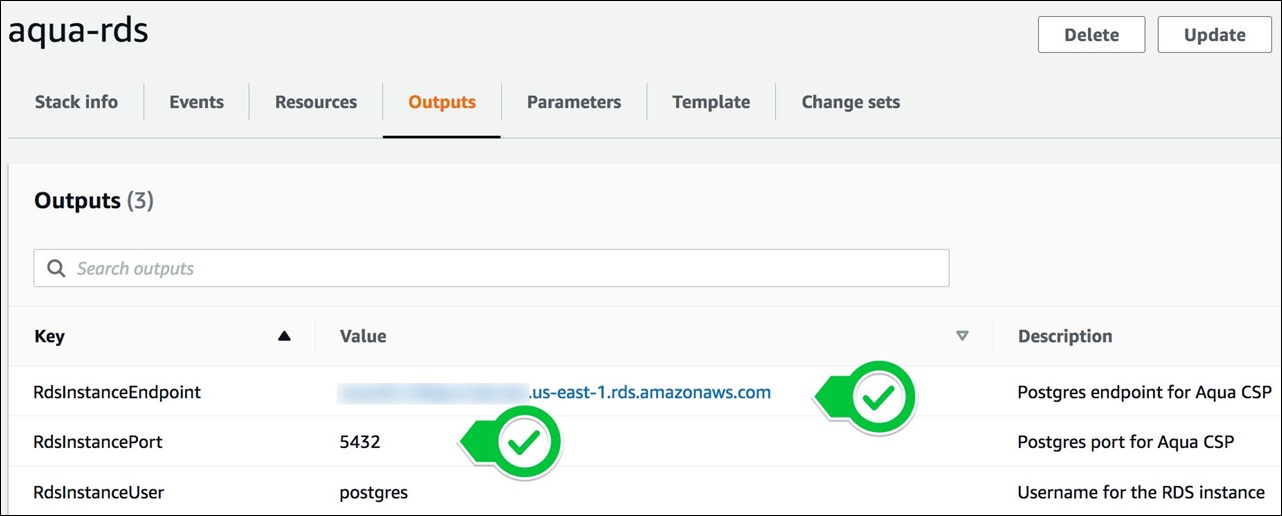 aqua-rds
Delete Update
Stack info Events Resources Outputs Parameters Template Change sets
Outputs (3)
Search outputs
Key Value Description
RdsInstanceEndpoint .us-east-1.rds.amazonaws.com Postgres endpoint for Aqua CSP
RdsInstancePort 5432 Postgres port for Aqua CSP
RdsInstanceUser postgres Username for the RDS instance